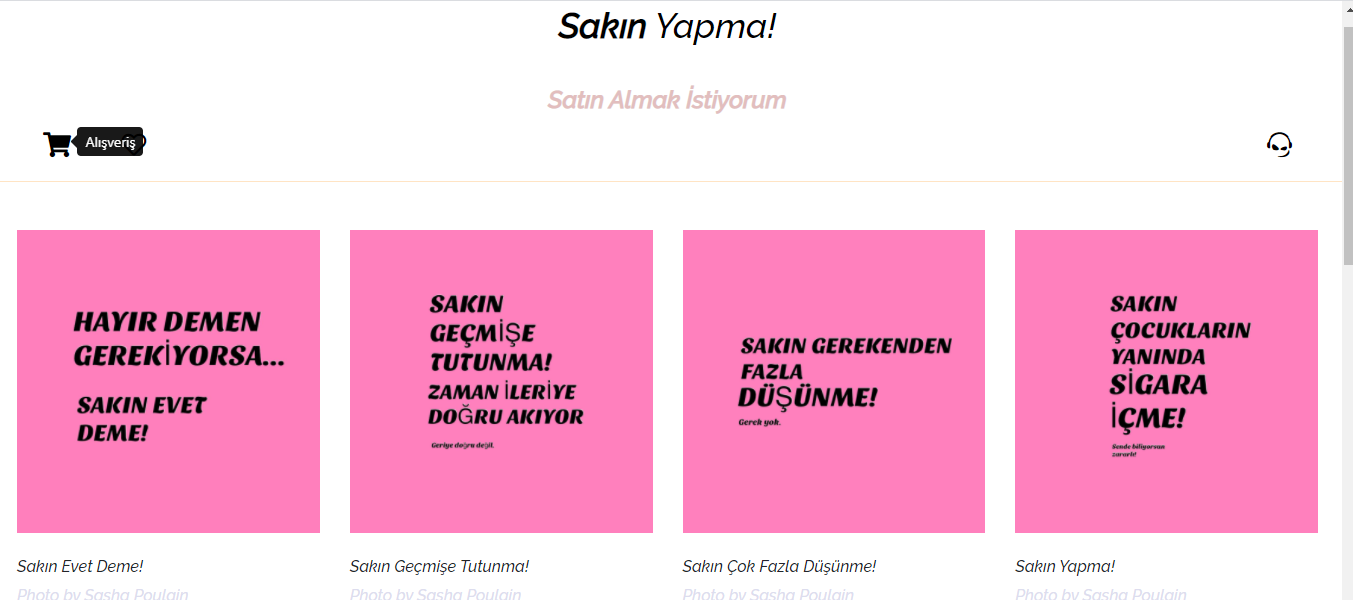 Sakın Yapma!
Satın Almak İstiyorum
Alışveriş
HAYIR DEMEN
GEREKİYORSA...
SAKIN EVET
DEME!
SAKIN
GEÇMİŞE
TUTUNMA!
ZAMAN İLERİYE
DOĞRU AKIYOR
Geriye doğru değil.
SAKIN GEREKENDEN
FAZLA
DÜŞÜNME!
Gerek yok.
SAKIN
ÇOCUKLARIN
YANINDA
SİGARA
İÇME!
Sende biliyorsun
zararlı!
Sakın Evet Deme!
Sakın Geçmişe Tutunma!
Sakın Çok Fazla Düşünme!
Sakın Yapma!
Photo by Sasha Poulain
Photo by Sasha Poulain
Photo by Sasha Poulain
Photo by Sasha Poulain